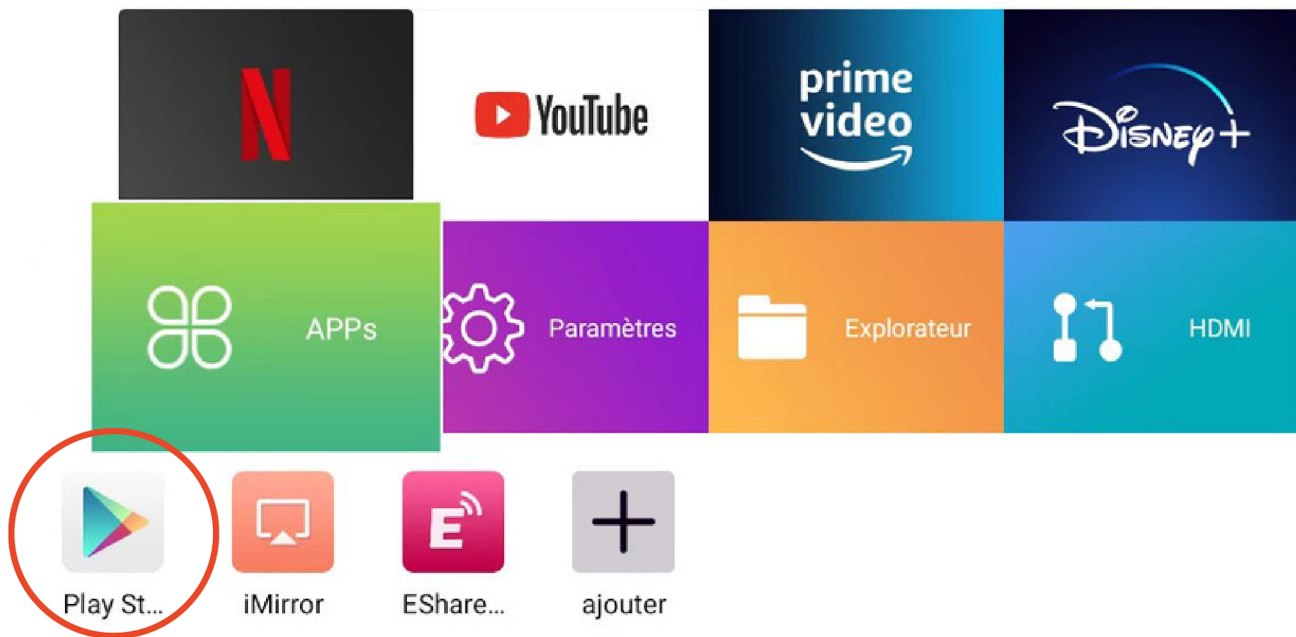 N
YouTube
prime
video
Disney+
APPs
Paramètres
Explorateur
HDMI
E
Play St...
iMirror
EShare...
ajouter